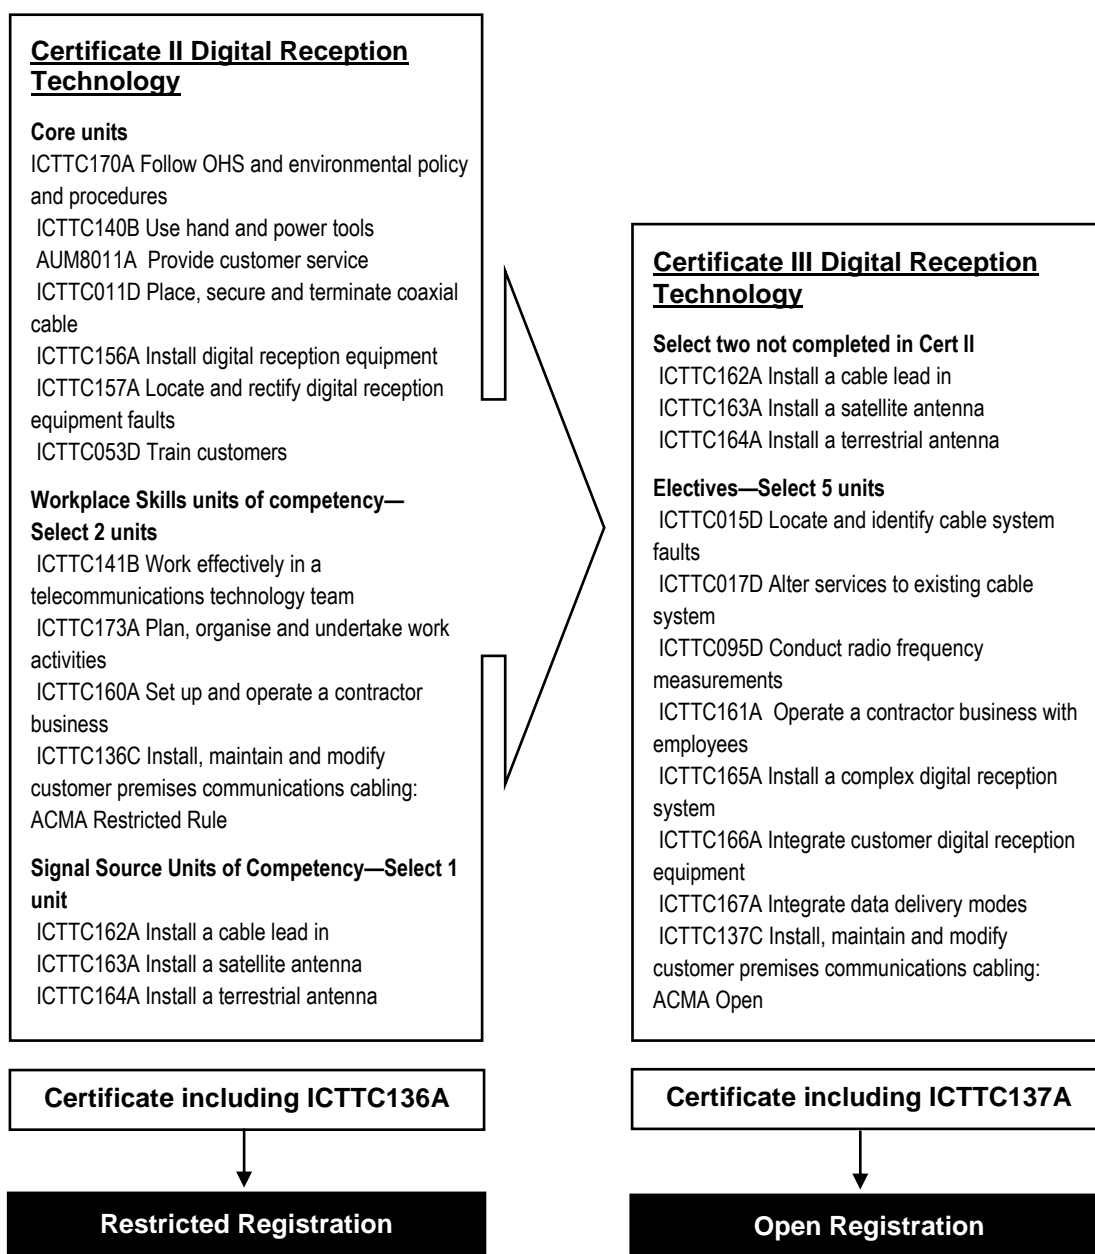 Certificate II Digital Reception
Technology
Core units
ICTTC170A Follow OHS and environmental policy
and procedures
ICTTC140B Use hand and power tools
AUM8011A Provide customer service
ICTTC011D Place, secure and terminate coaxial
cable
ICTTC156A Install digital reception equipment
ICTTC157A Locate and rectify digital reception
equipment faults
ICTTC053D Train customers
Workplace Skills units of competency—
Select 2 units
ICTTC141B Work effectively in a
telecommunications technology team
ICTTC173A Plan, organise and undertake work
activities
ICTTC160A Set up and operate a contractor
business
ICTTC136C Install, maintain and modify
customer premises communications cabling:
ACMA Restricted Rule
Signal Source Units of Competency—Select 1
unit
ICTTC162A Install a cable lead in
ICTTC163A Install a satellite antenna
ICTTC164A Install a terrestrial antenna
Certificate including ICTTC136A
Restricted Registration
Certificate III Digital Reception
Technology
Select two not completed in Cert II
ICTTC162A Install a cable lead in
ICTTC163A Install a satellite antenna
ICTTC164A Install a terrestrial antenna
Electives—Select 5 units
ICTTC015D Locate and identify cable system
faults
ICTTC017D Alter services to existing cable
system
ICTTC095D Conduct radio frequency
measurements
ICTTC161A Operate a contractor business with
employees
ICTTC165A Install a complex digital reception
system
ICTTC166A Integrate customer digital reception
equipment
ICTTC167A Integrate data delivery modes
ICTTC137C Install, maintain and modify
customer premises communications cabling:
ACMA Open
Certificate including ICTTC137A
Open Registration